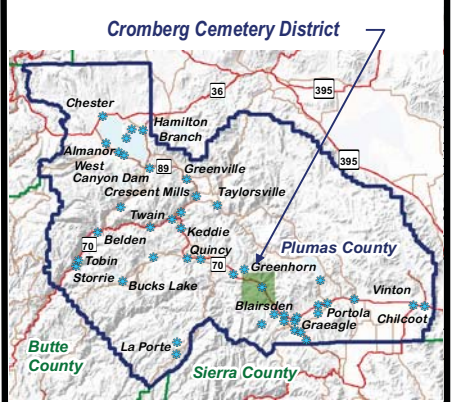 Cromberg Cemetery District
36
395
Chester
Hamilton
Branch
395
Almanor
West
89
Canyon Dam
Greenville
Crescent Mills
Taylorsville
Twain
Keddie
Belden
70
Quincy
Plumas County
Tobin
70
Greenhorn
Storrie
Bucks Lake
Vinton
Blairsden
Portola
Chilcoot
Graeagle
La Porte
Butte
County
Sierra County